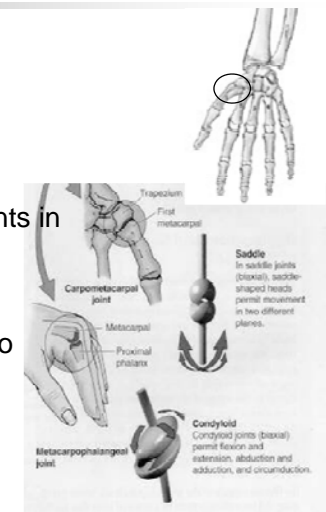 nts in
o
Trapezium
First
metacarpal
Carpometacarpal
joint
Saddle
In saddle joints
(biaxial), saddle-
shaped heads
permit movement
in two different
planes.
Metacarpal
Proximal
phalanx
Metacarpophalangeal
joint
Condyloid
Condyloid joints (biaxial)
permit flexion and
extension, abduction and
adduction, and circumduction.